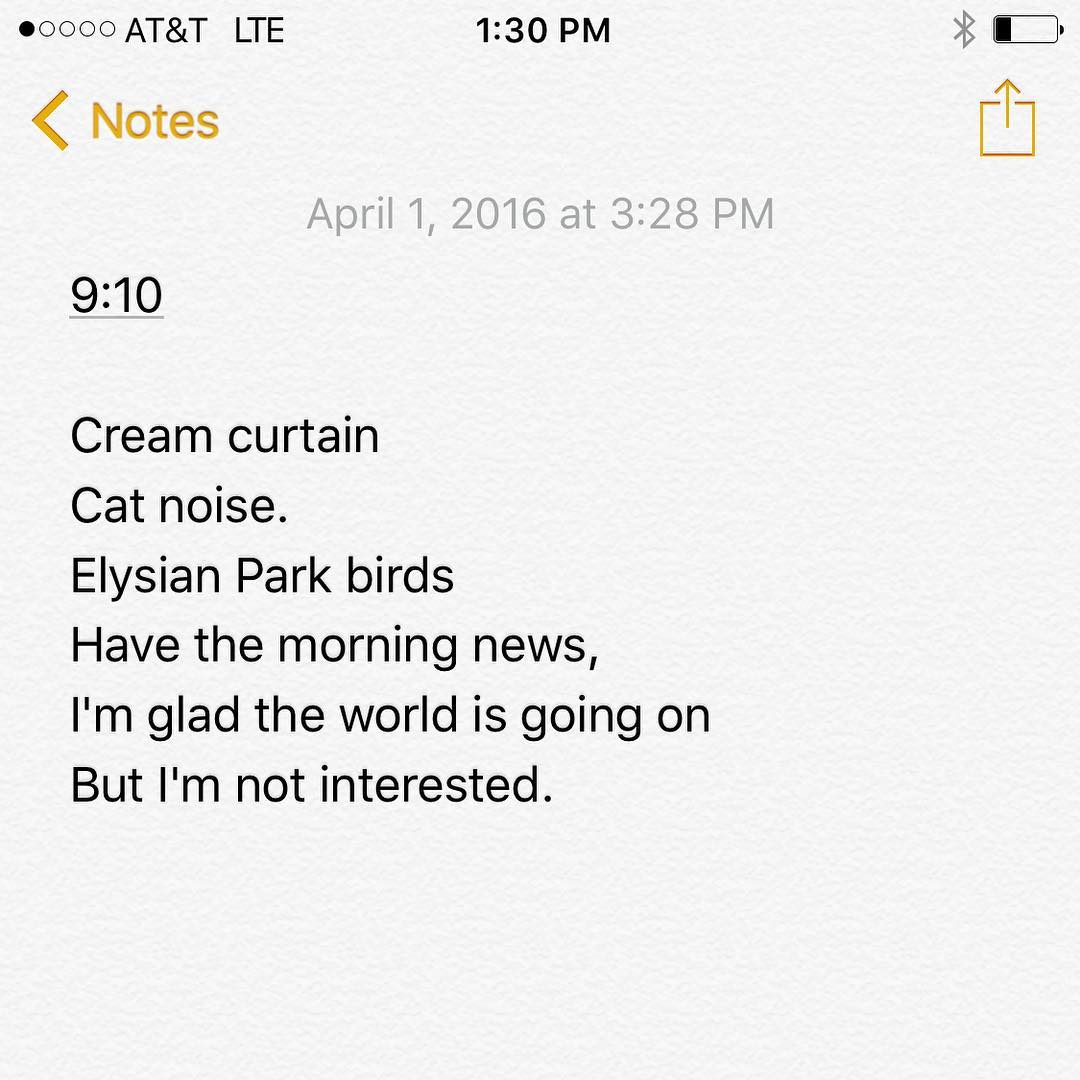 AT&T LTE 1:30 PM
Notes
April 1, 2016 at 3:28 PM
9:10
Cream curtain
Cat noise.
Elysian Park birds
Have the morning news,
I'm glad the world is going on
But I'm not interested.